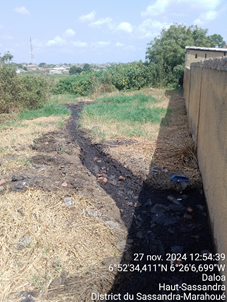 27 nov. 2024 12:54:39
6°52'34,411"N 6°26'6,699"W
Daloa
Haut-Sassandra
District du Sassandra-Marahoué